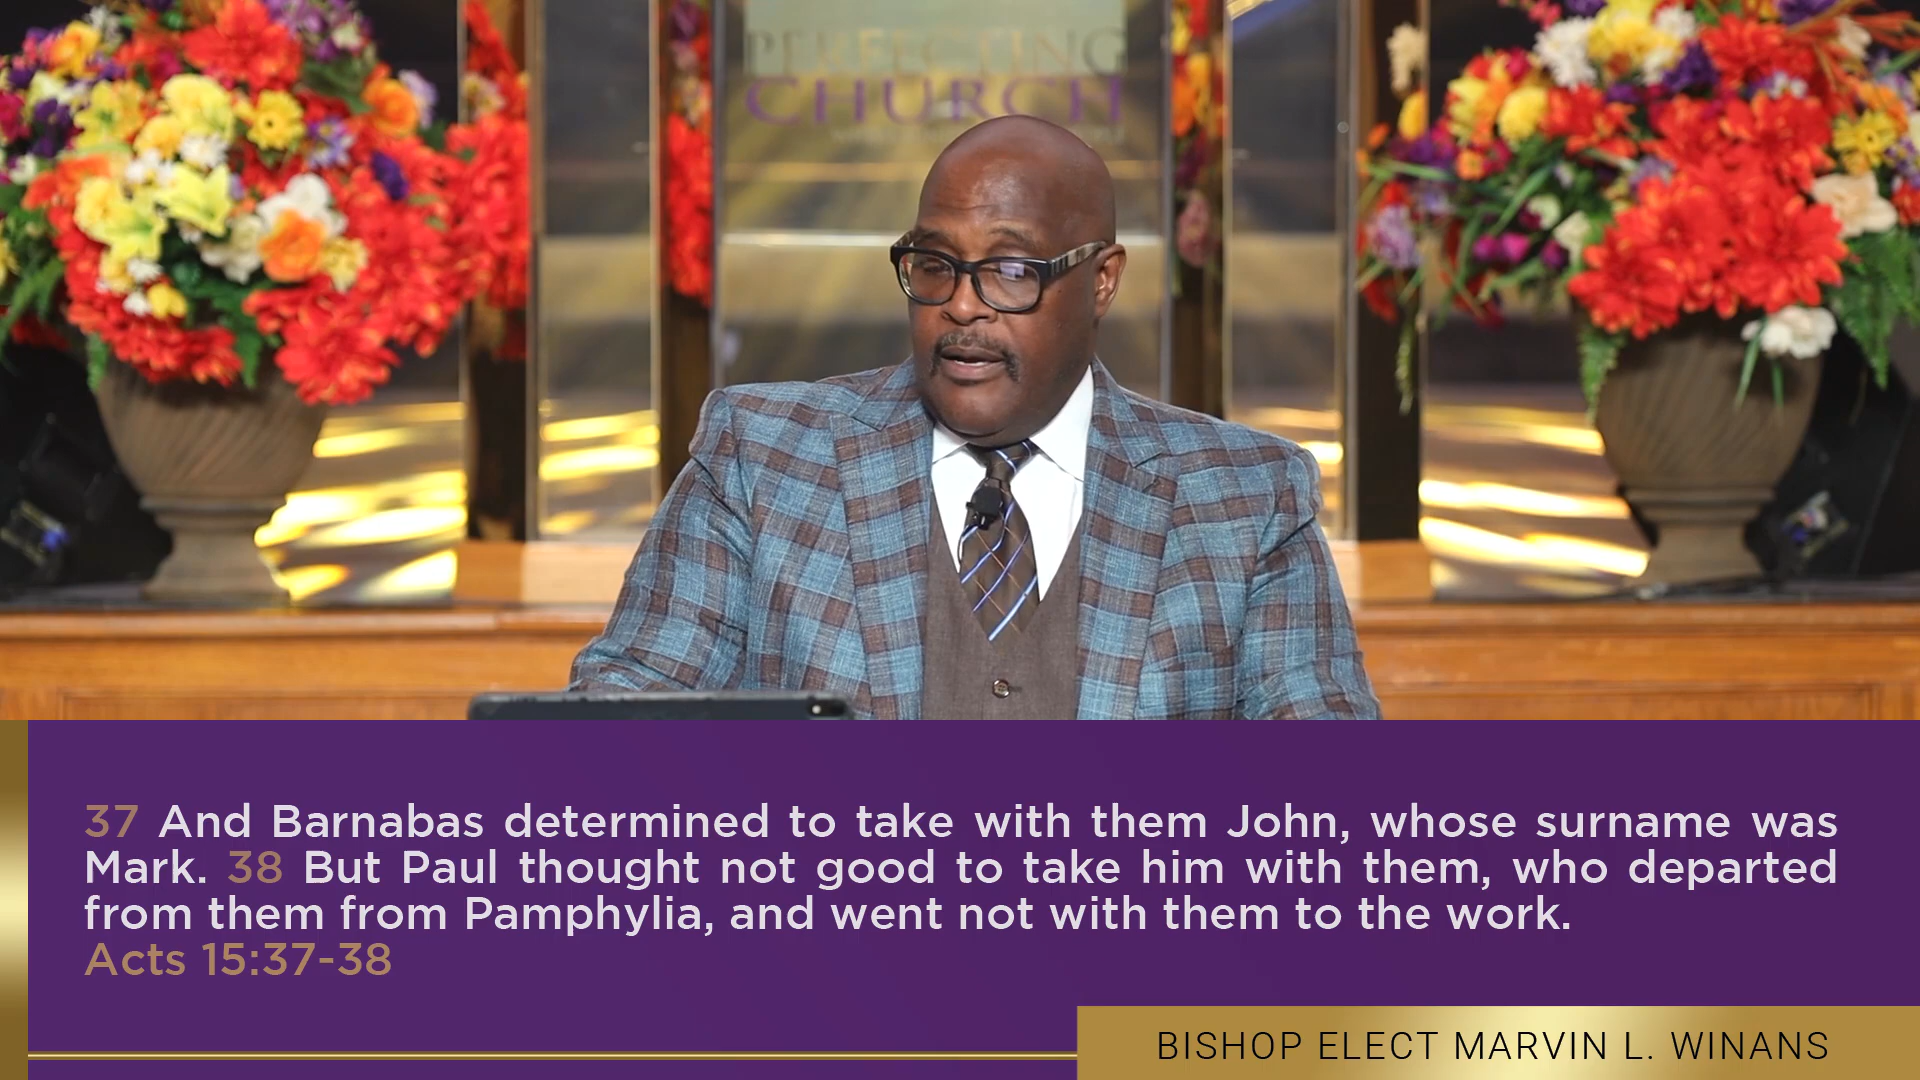 PERFECTING
CHURCH
37 And Barnabas determined to take with them John, whose surname was
Mark. 38 But Paul thought not good to take him with them, who departed
from them from Pamphylia, and went not with them to the work.
Acts 15:37-38
BISHOP ELECT MARVIN L. WINANS